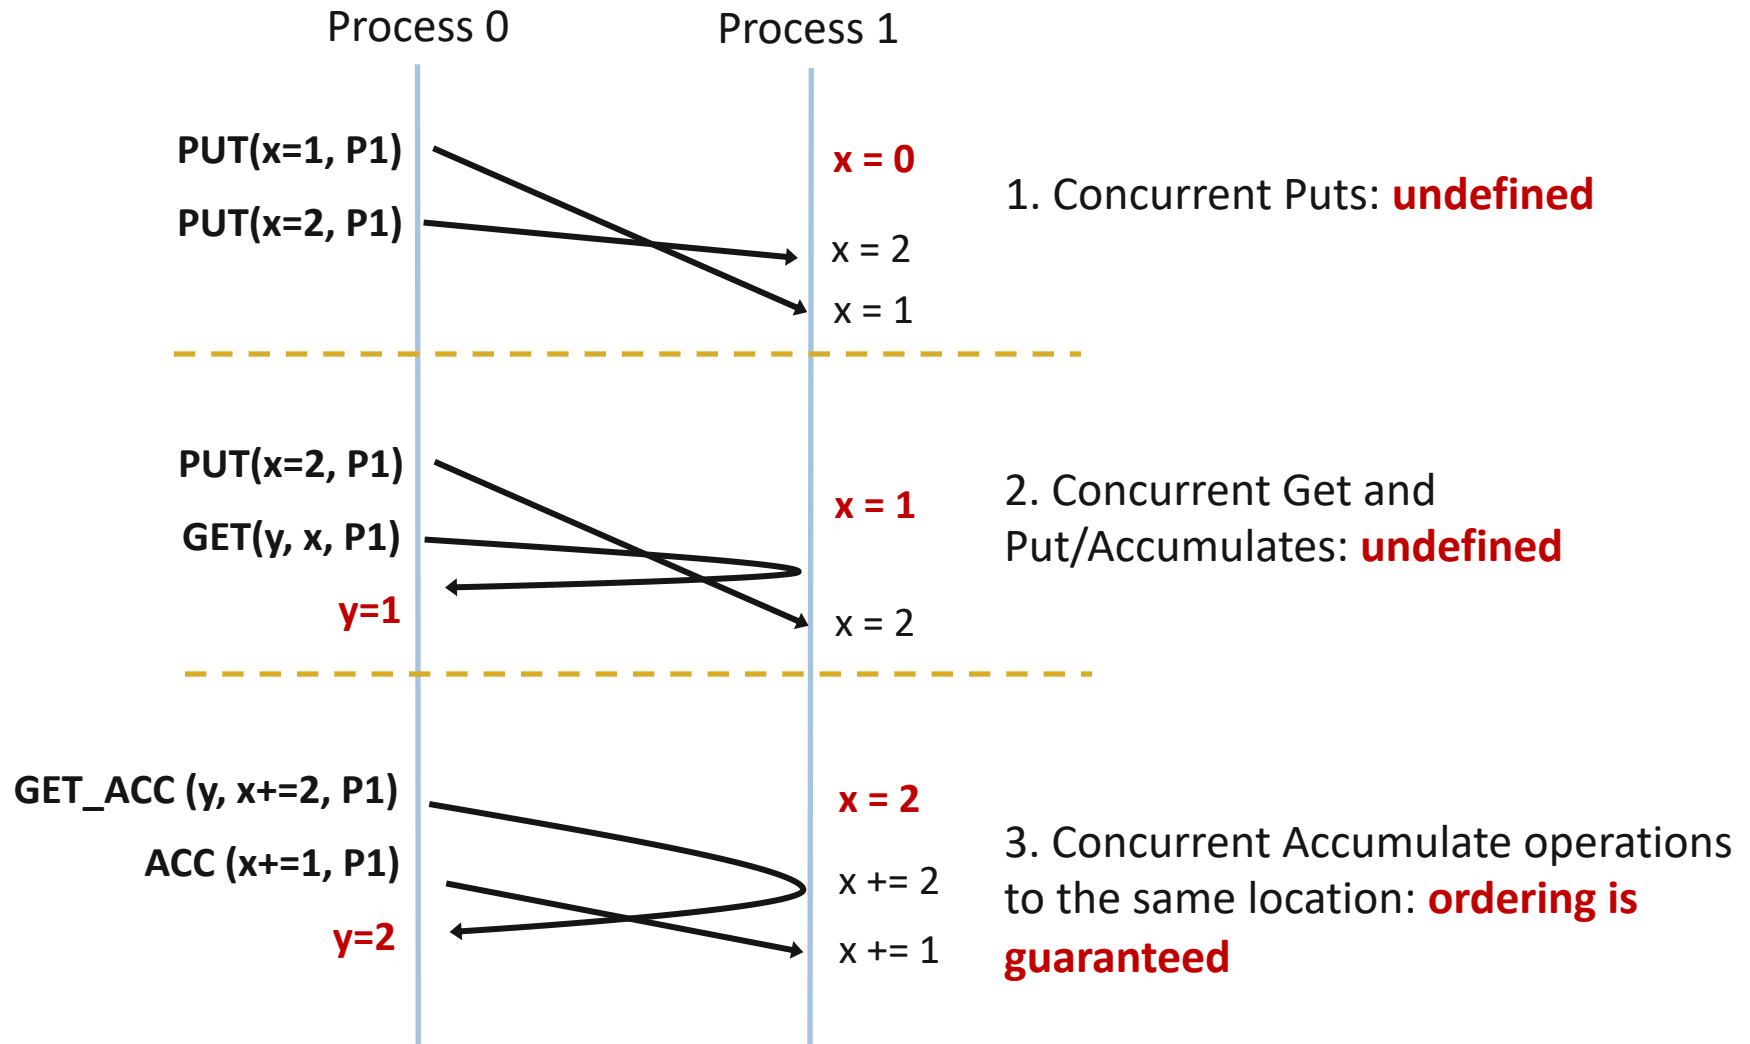 Process 0
Process 1
PUT(x=1, P1)
x = 0
1. Concurrent Puts: undefined
PUT(x=2, P1)
x = 2
x = 1
PUT(x=2, P1)
x = 1
2. Concurrent Get and
Put/Accumulates: undefined
GET(y, x, P1)
y=1
x = 2
GET_ACC (y, x+=2, P1)
x = 2
3. Concurrent Accumulate operations
to the same location: ordering is
guaranteed
ACC (x+=1, P1)
x += 2
y=2
x += 1